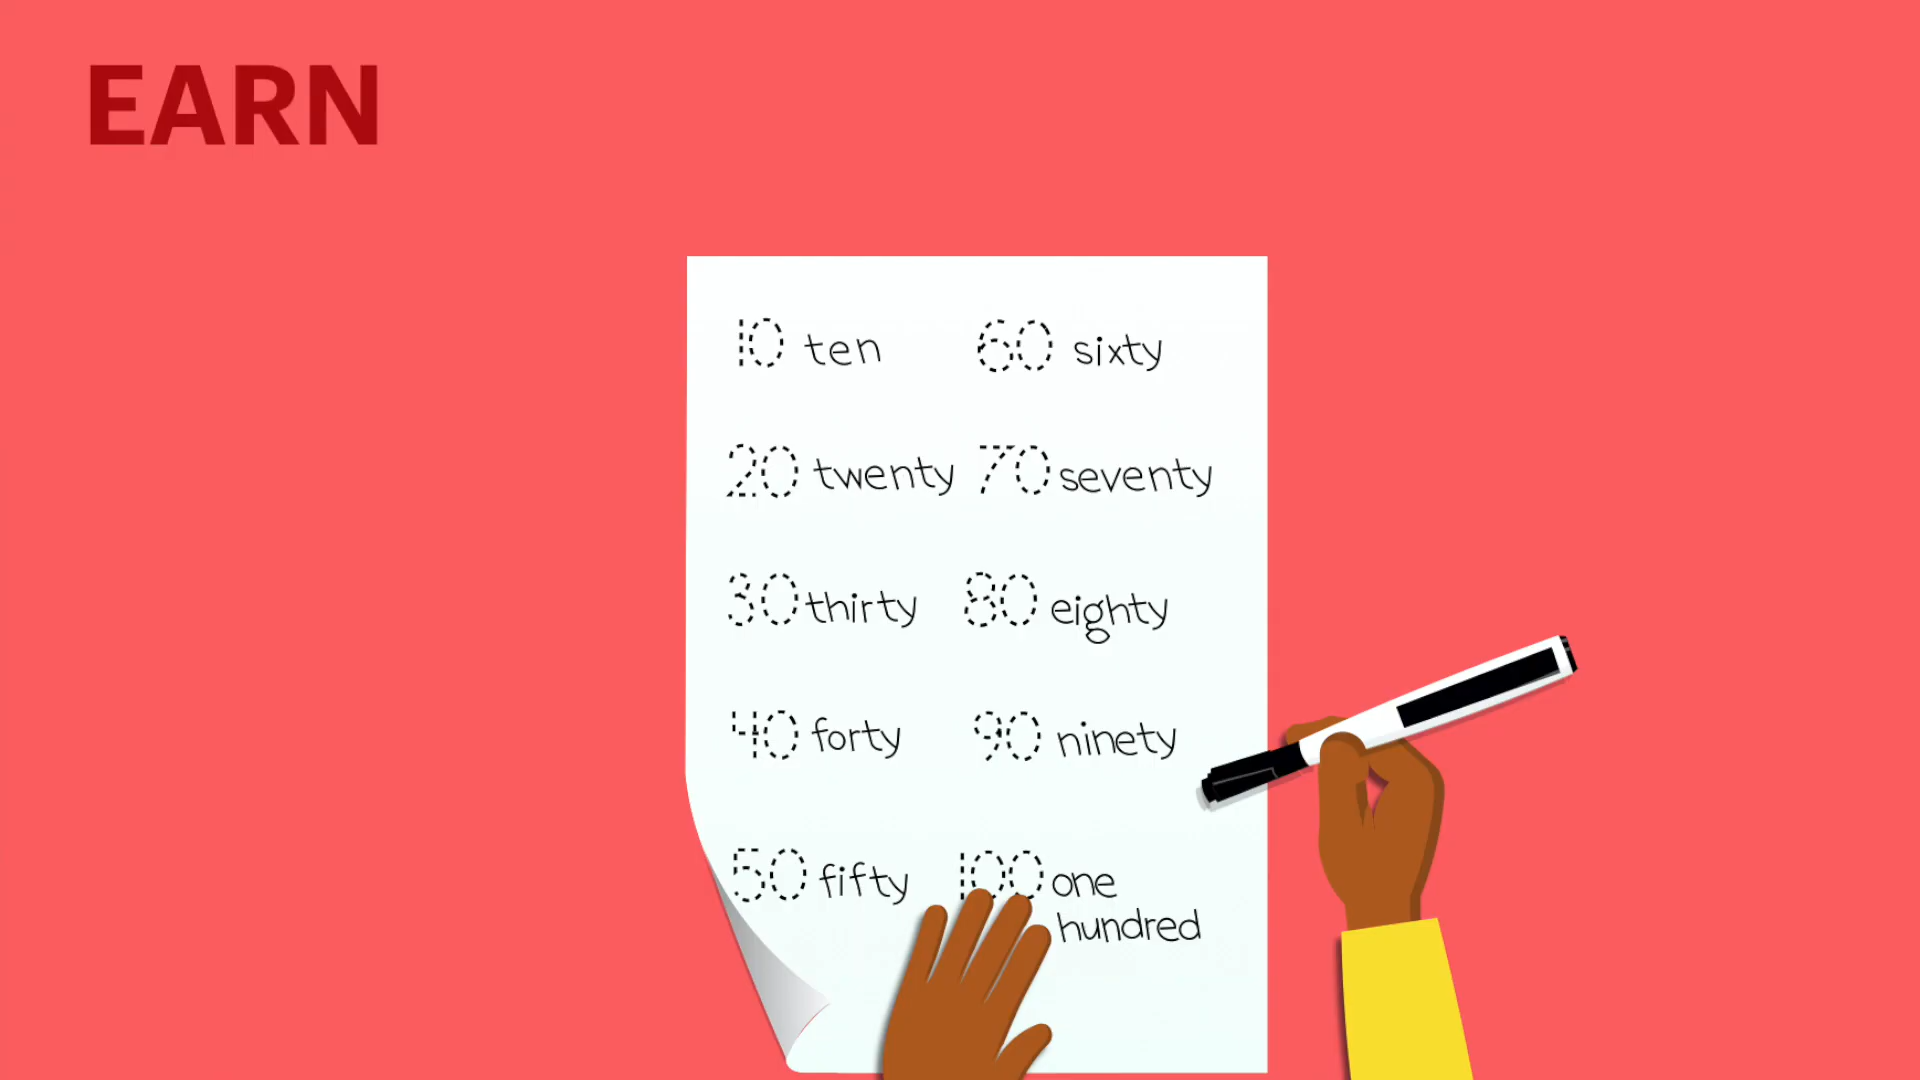 EARN
10 ten
60 sixty
20 twenty
70 seventy
30 thirty
80 eighty
40 forty
90 ninety
50 fifty
100 one
hundred